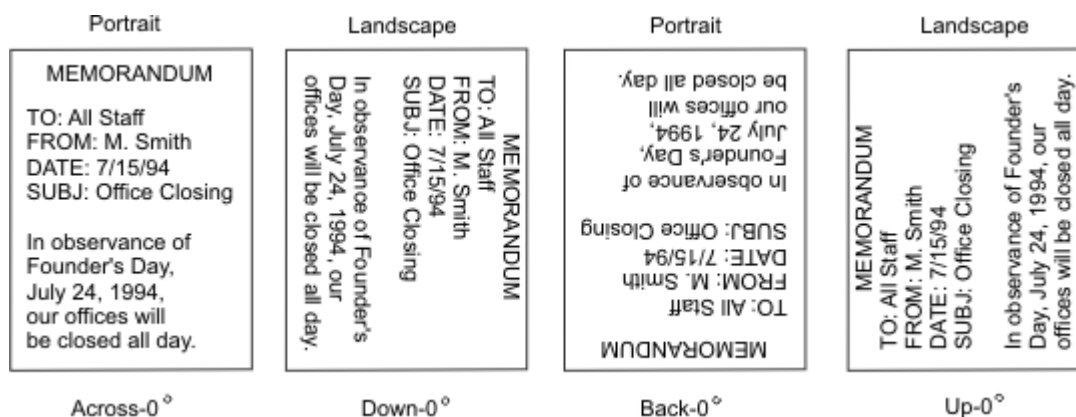 Portrait
MEMORANDUM
TO: All Staff
FROM: M. Smith
DATE: 7/15/94
SUBJ: Office Closing
In observance of
Founder's Day,
July 24, 1994,
our offices will
be closed all day.
Across-0°
Landscape
MEMORANDUM
TO: All Staff
FROM: M. Smith
DATE: 7/15/94
SUBJ: Office Closing
In observance of Founder's
Day, July 24, 1994, our
offices will be closed all day.
Down-0°
Portrait
MEMORANDUM
TO: All Staff
FROM: M. Smith
DATE: 7/15/94
SUBJ: Office Closing
In observance of
Founder's Day,
July 24, 1994,
our offices will
be closed all day.
Back-0°
Landscape
MEMORANDUM
TO: All Staff
FROM: M. Smith
DATE: 7/15/94
SUBJ: Office Closing
In observance of Founder's
Day, July 24, 1994, our
offices will be closed all day.
Up-0°